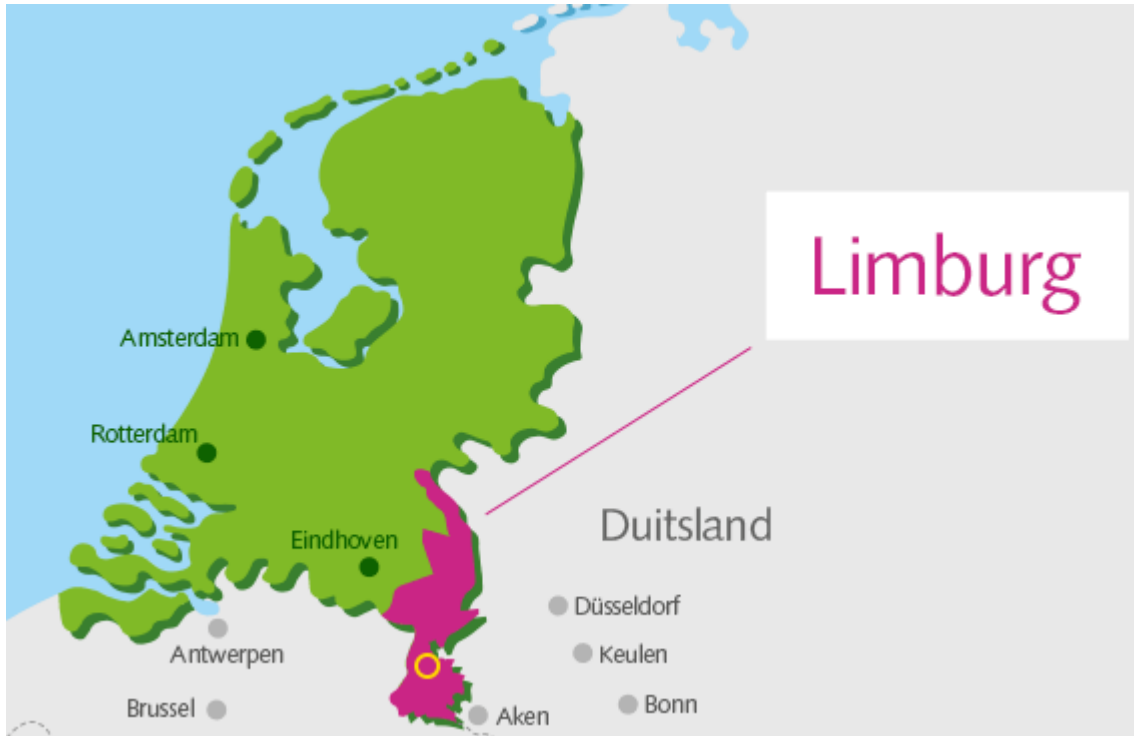 Limburg
Amsterdam
Rotterdam
Duitsland
Eindhoven
Düsseldorf
Antwerpen
Keulen
Brussel
Bonn
Aken